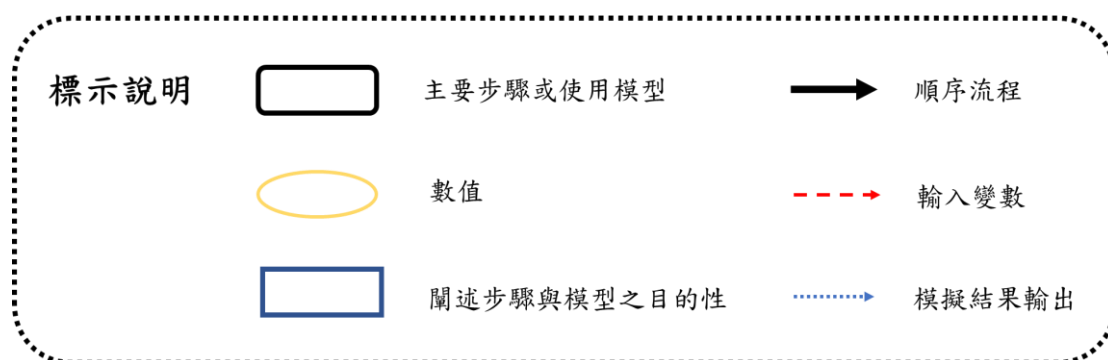 標示說明
主要步驟或使用模型
順序流程
數值
輸入變數
闡述步驟與模型之目的性
模擬結果輸出